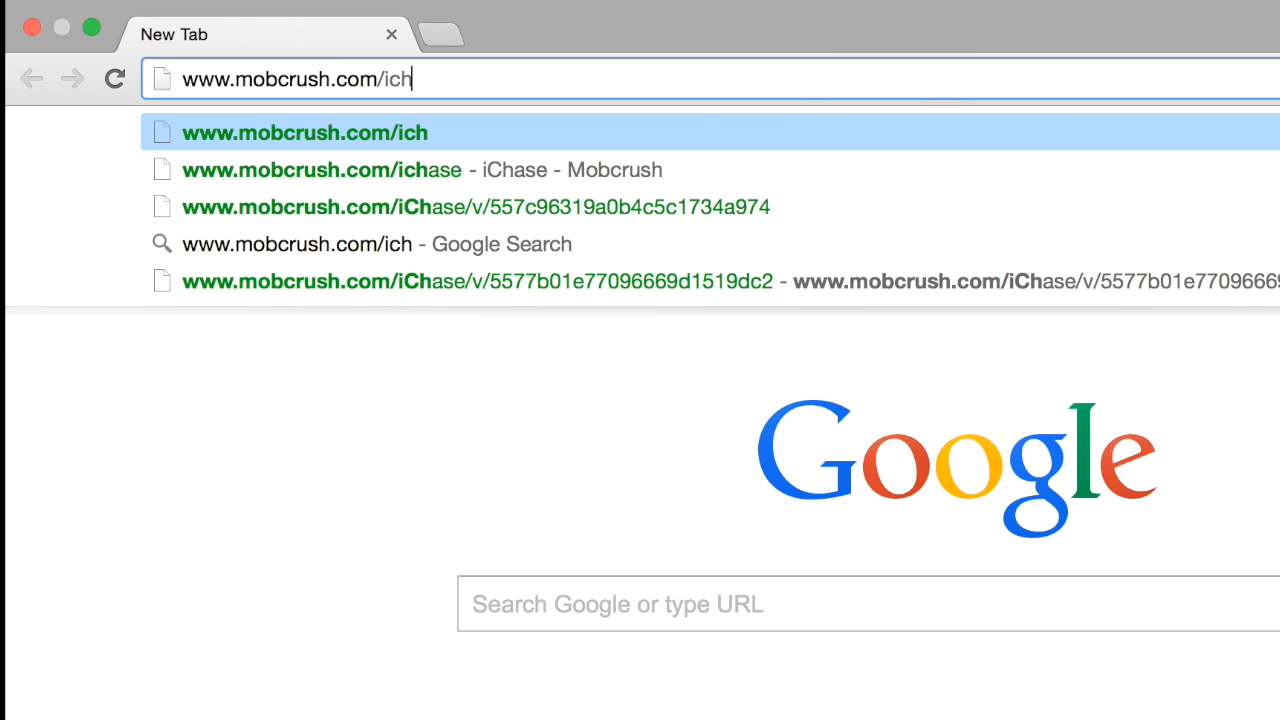 New Tab
www.mobcrush.com/ich
www.mobcrush.com/ich
www.mobcrush.com/ichase - iChase - Mobcrush
www.mobcrush.com/iChase/v/557c96319a0b4c5c1734a974
www.mobcrush.com/ich - Google Search
www.mobcrush.com/iChase/v/5577b01e77096669d1519dc2 - www.mobcrush.com/iChase/v/5577b01e7709666
Google
Search Google or type URL